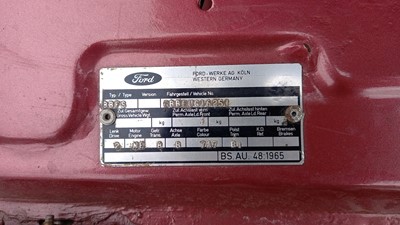 Ford
FORD-WERKE AG. KÖLN
WESTERN GERMANY
Typ / Type Version Fahrgestell / Vehicle No.
Zul. Gesamtgew. Zul. Achslast vorn Zul. Achslast hinten
Gross Vehicle Wgt. Perm. Axle Ld. Front Perm. Axle Ld. Rear
kg kg kg
Lenk. Motor Getr. Achse Farbe Polst. K.D. Bremsen
Drive Engine Trans. Axle Colour Trim Ref. Brakes
BS. AU. 48:1965